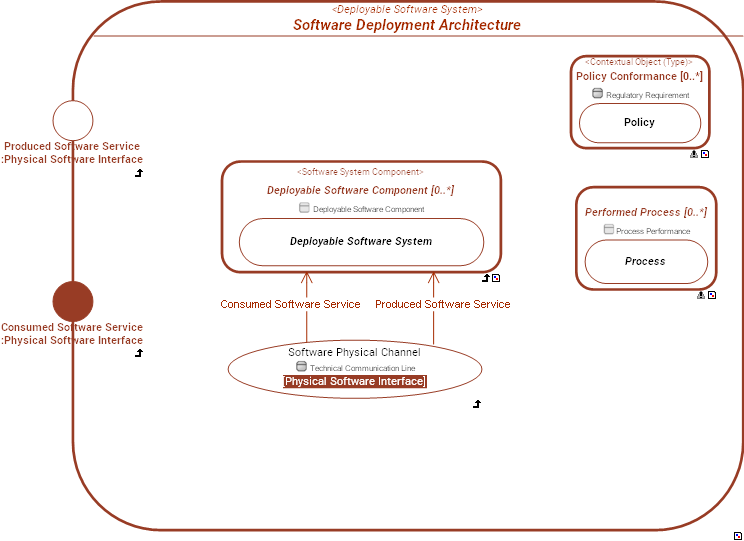 <Deployable Software System>
Software Deployment Architecture
<Contextual Object (Type)>
Policy Conformance [0..*]
Regulatory Requirement
Policy
Produced Software Service
:Physical Software Interface
<Software System Component>
Deployable Software Component [0..*]
Deployable Software Component
Deployable Software System
Performed Process [0..*]
Process Performance
Process
Consumed Software Service
Produced Software Service
Consumed Software Service
:Physical Software Interface
Software Physical Channel
Technical Communication Line
[Physical Software Interface]